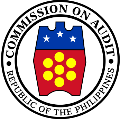 COMMISSION ON AUDIT
REPUBLIC OF THE PHILIPPINES